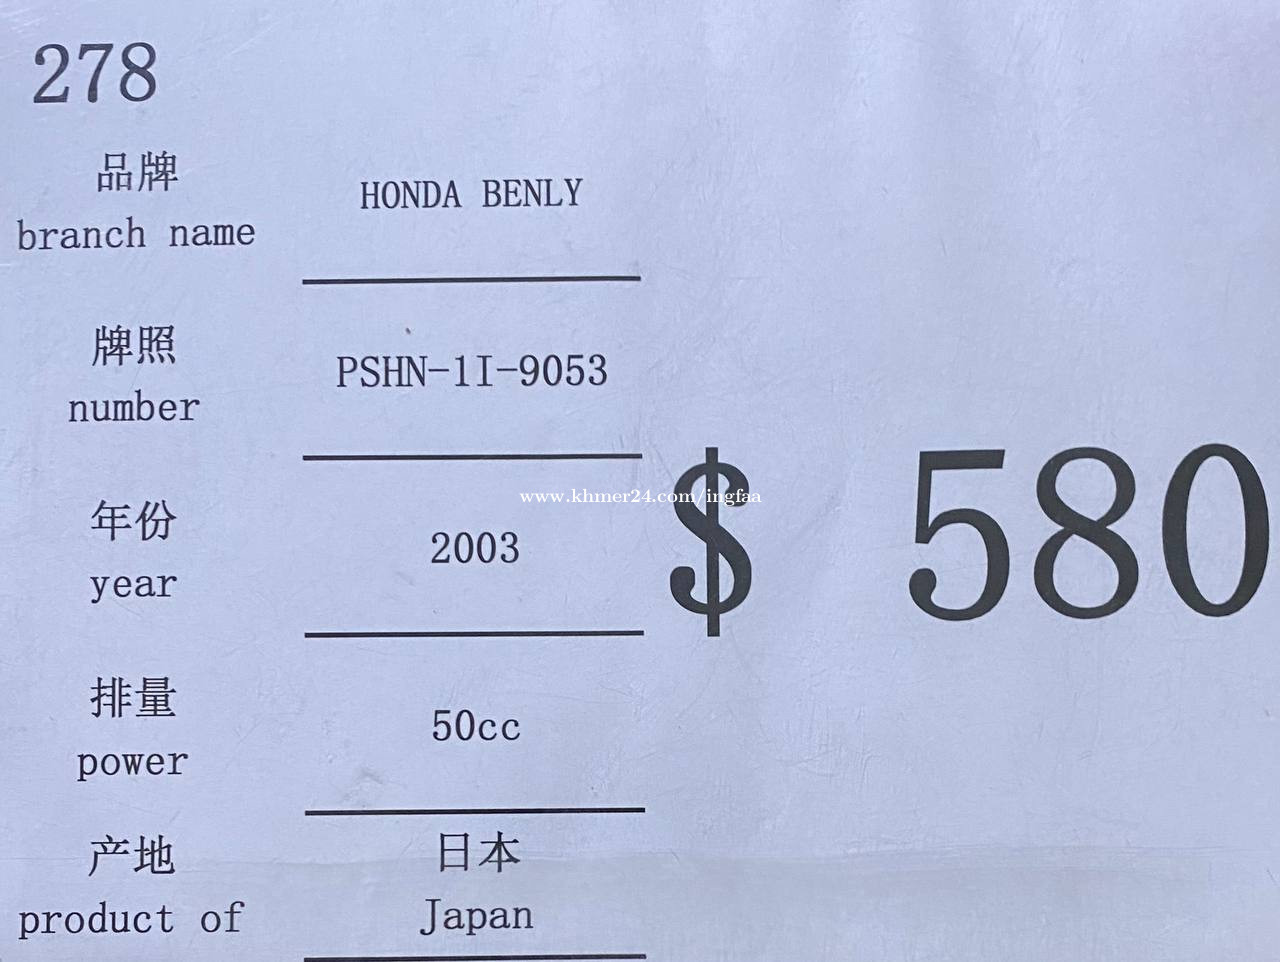 278
品牌
branch name
HONDA BENLY
牌照
number
PSHN-1I-9053
年份
year
2003
$ 580
www.khmer24.com/ingfaa
排量
power
50cc
产地
product of
日本
Japan